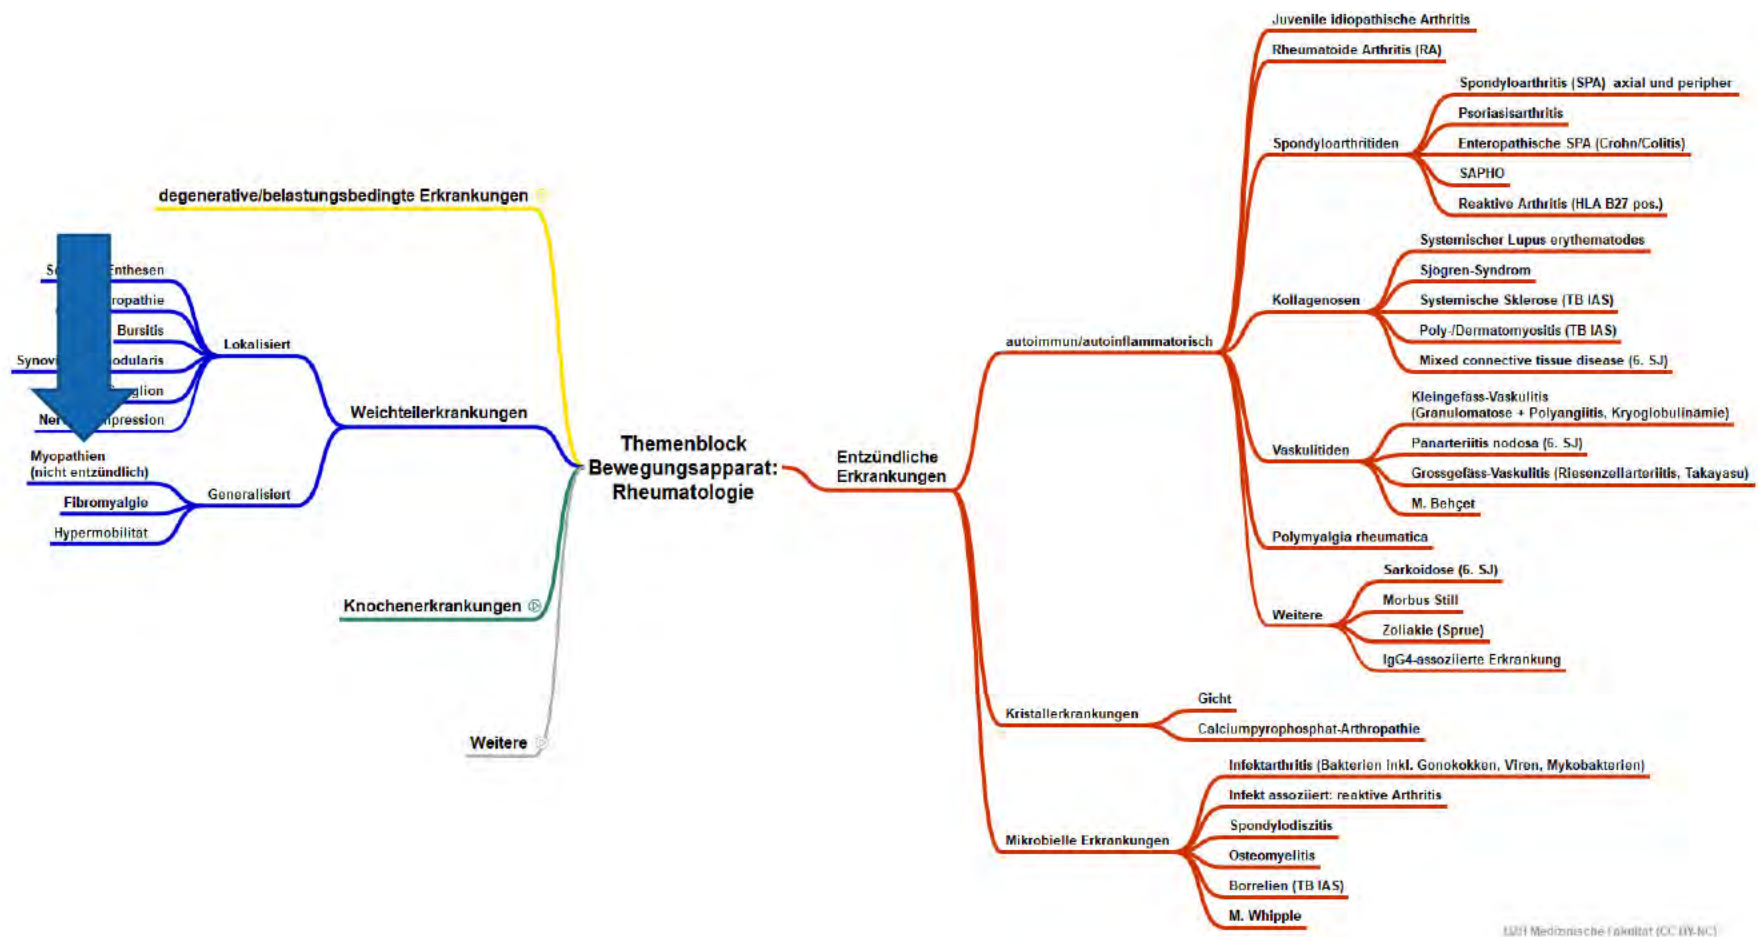 degenerative/belastungsbedingte Erkrankungen
Enthesen
Bursitis
Lokalisiert
Weichteilerkrankungen
Myopathien
(nicht entzündlich)
Fibromyalgie
Generalisiert
Hypermobilität
Knochenerkrankungen
Weitere
Themenblock
Bewegungsapparat:
Rheumatologie
Entzündliche
Erkrankungen
autoimmun/autoinflammatorisch
Juvenile idiopathische Arthritis
Rheumatoide Arthritis (RA)
Spondyloarthritiden
Spondyloarthritis (SPA) axial und peripher
Psoriasisarthritis
Enteropathische SPA (Crohn/Colitis)
SAPHO
Reaktive Arthritis (HLA B27 pos.)
Kollagenosen
Systemischer Lupus erythematodes
Sjogren-Syndrom
Systemische Sklerose (TB IAS)
Poly-/Dermatomyositis (TB IAS)
Mixed connective tissue disease (6. SJ)
Vaskulitiden
Kleingefäss-Vaskulitis
(Granulomatose + Polyangiitis, Kryoglobulinämie)
Panarteriitis nodosa (6. SJ)
Grossgefäss-Vaskulitis (Riesenzellarteriitis, Takayasu)
M. Behçet
Polymyalgia rheumatica
Weitere
Sarkoidose (6. SJ)
Morbus Still
Zöliakie (Sprue)
IgG4-assoziierte Erkrankung
Kristallerkrankungen
Gicht
Calciumpyrophosphat-Arthropathie
Mikrobielle Erkrankungen
Infektarthritis (Bakterien inkl. Gonokokken, Viren, Mykobakterien)
Infekt assoziiert: reaktive Arthritis
Spondylodiszitis
Osteomyelitis
Borrelien (TB IAS)
M. Whipple
UZH Medizinische Fakultät (CC BY-NC)